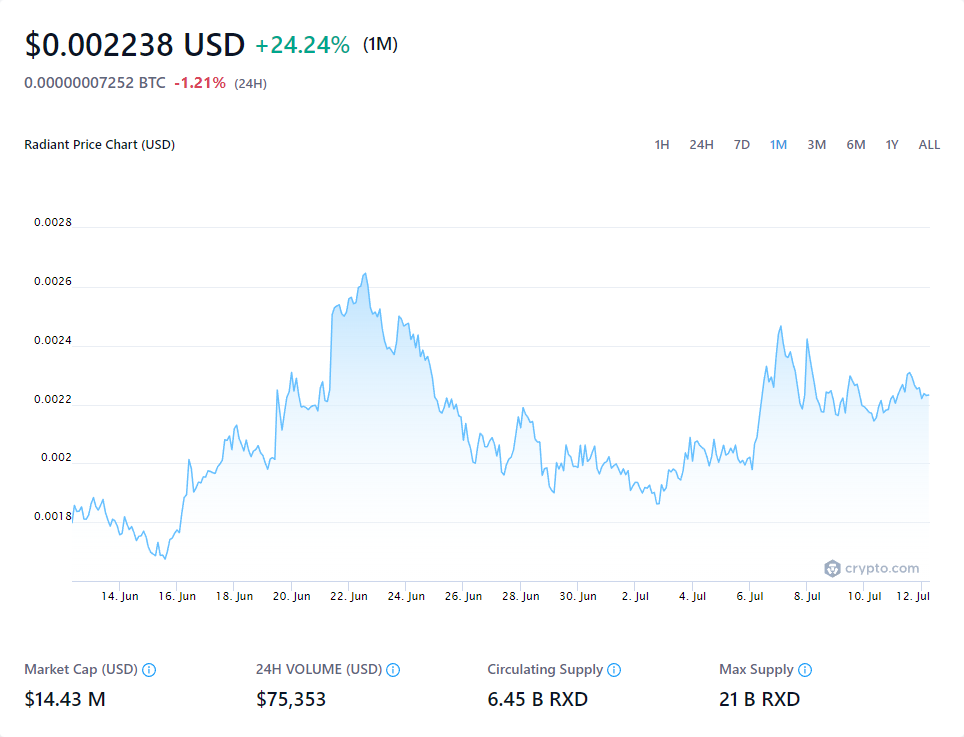 $0.002238 USD +24.24% (1M)
0.00000007252 BTC -1.21% (24H)
Radiant Price Chart (USD) 1H 24H 7D 1M 3M 6M 1Y ALL
0.0028
0.0026
0.0024
0.0022
0.002
0.0018
crypto.com
14. Jun 16. Jun 18. Jun 20. Jun 22. Jun 24. Jun 26. Jun 28. Jun 30. Jun 2. Jul 4. Jul 6. Jul 8. Jul 10. Jul 12. Jul
Market Cap (USD) 24H VOLUME (USD) Circulating Supply Max Supply
$14.43 M $75,353 6.45 B RXD 21 B RXD